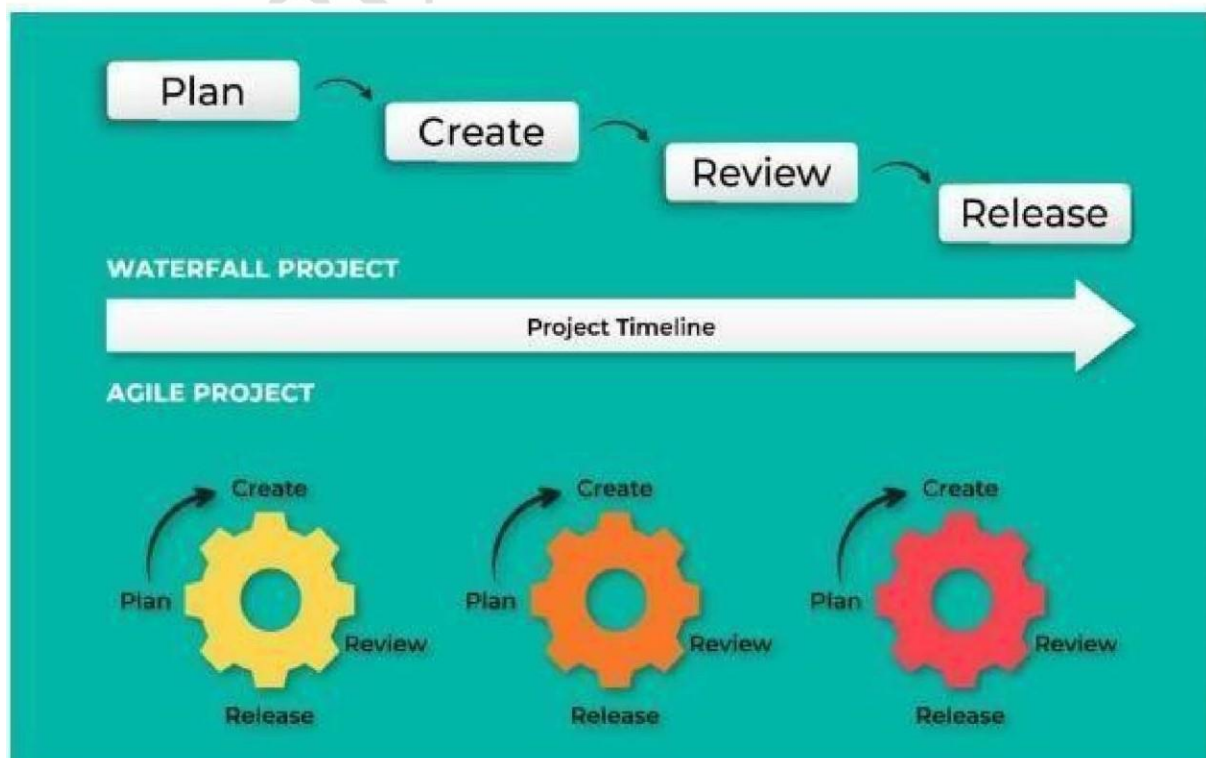 Plan
Create
Review
Release
WATERFALL PROJECT
Project Timeline
AGILE PROJECT
Create
Plan
Review
Release
Create
Plan
Review
Release
Create
Plan
Review
Release